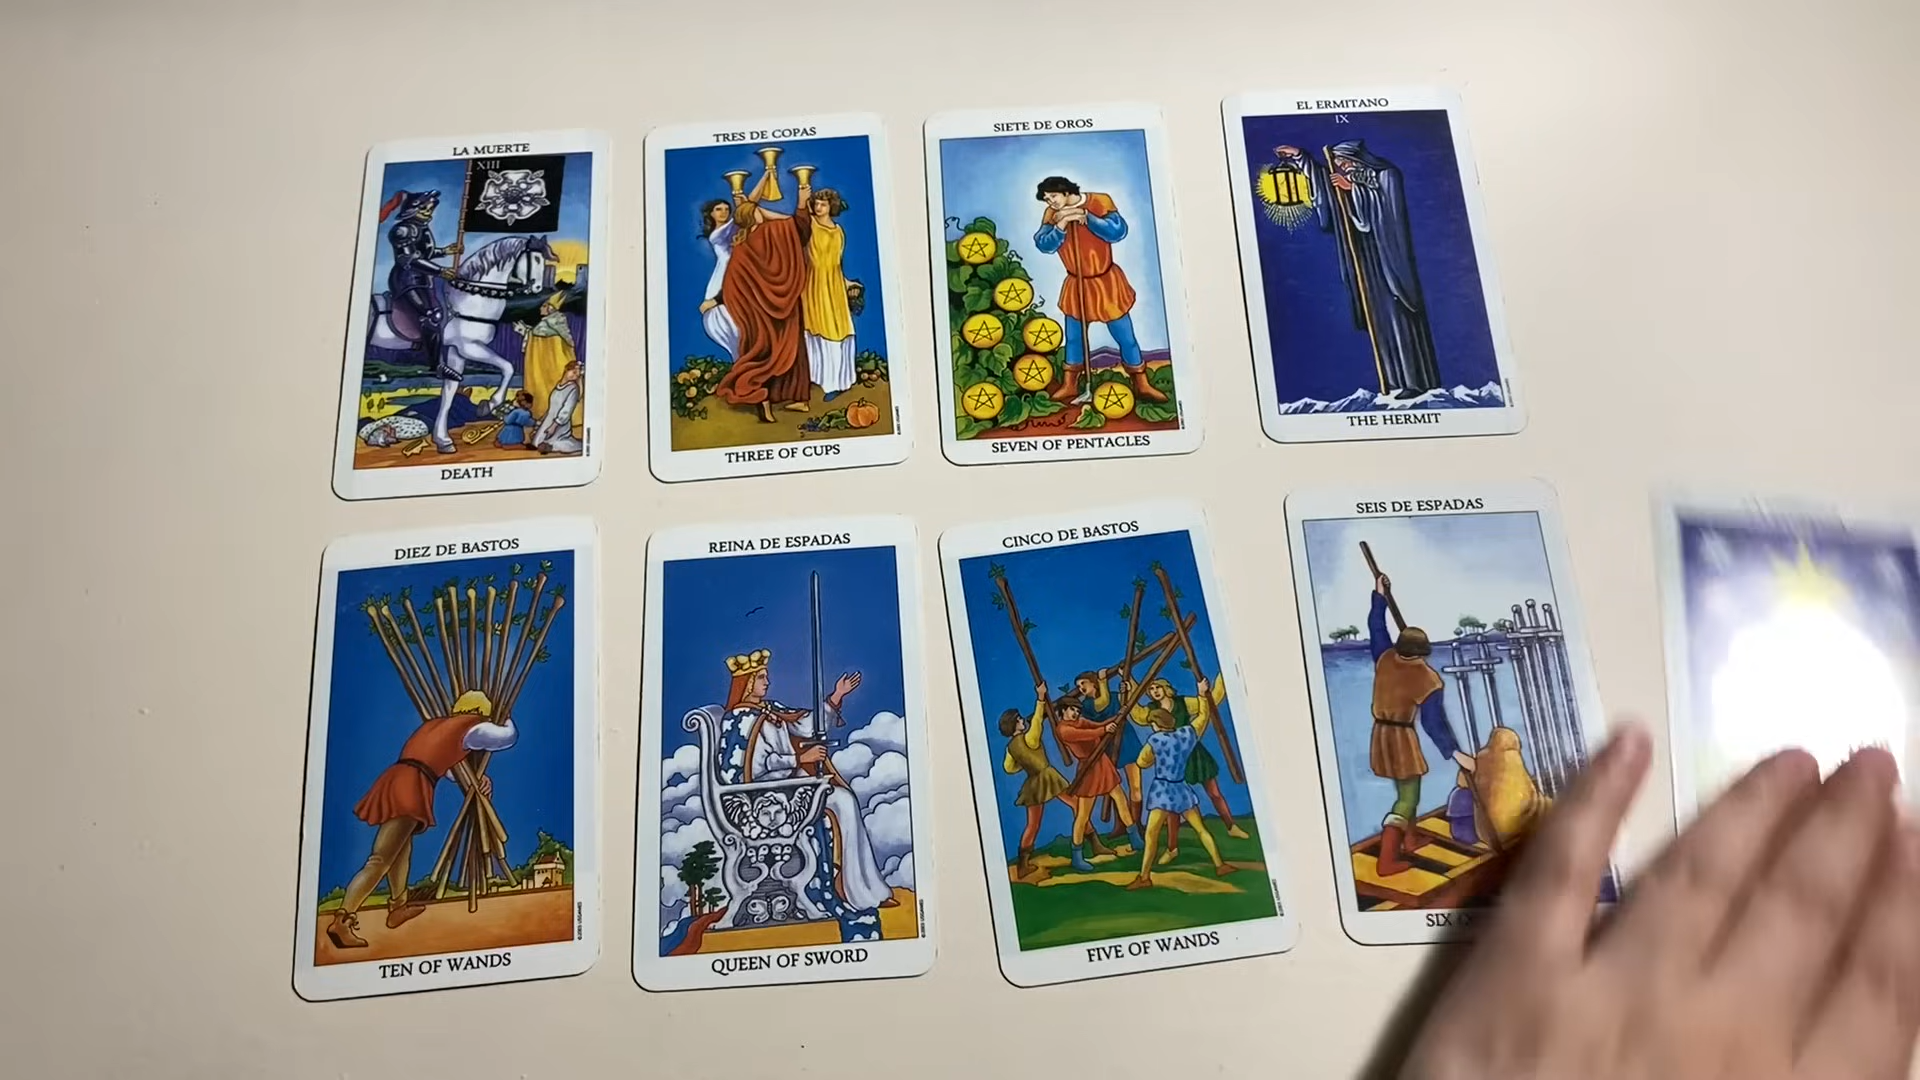 LA MUERTE
XIII
DEATH
TRES DE COPAS
THREE OF CUPS
SIETE DE OROS
SEVEN OF PENTACLES
EL ERMITANO
IX
THE HERMIT
DIEZ DE BASTOS
TEN OF WANDS
REINA DE ESPADAS
QUEEN OF SWORD
CINCO DE BASTOS
FIVE OF WANDS
SEIS DE ESPADAS
SIX